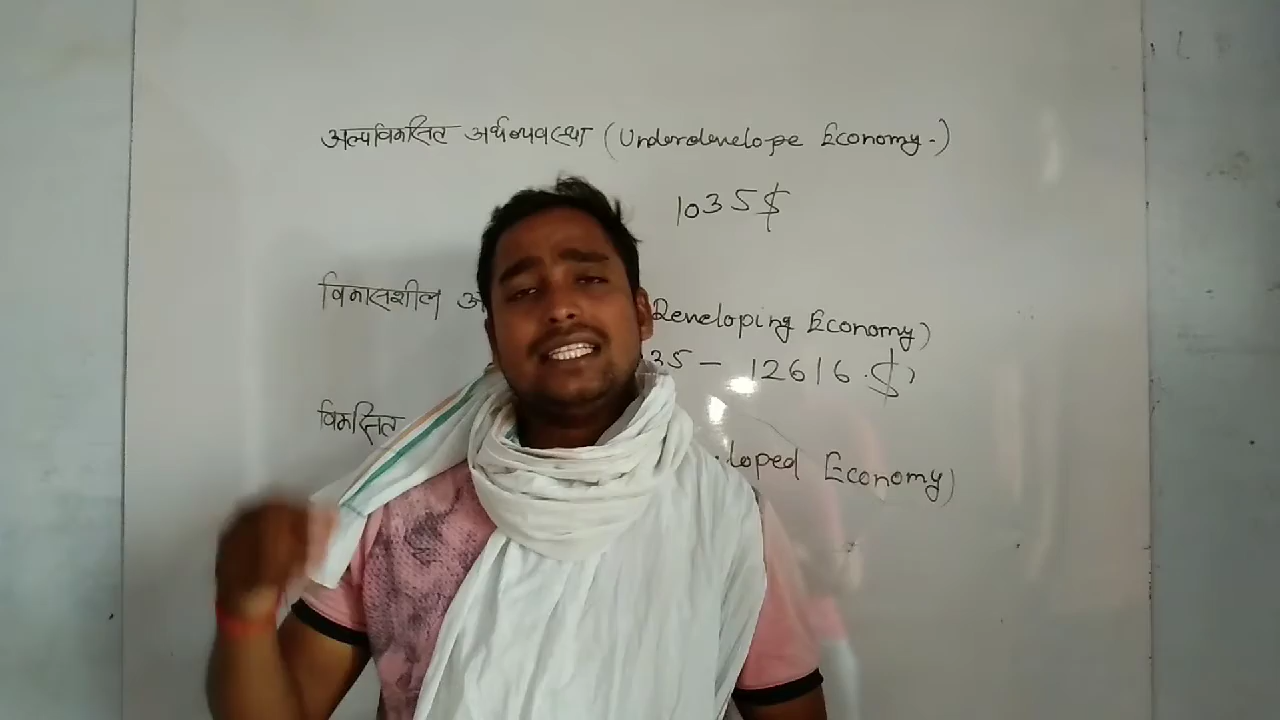 अल्पविकसित अर्थव्यवस्था (Underdevelope Economy.)
1035$
विकासशील अ Developing Economy)
35 - 12616.$,
विकसित loped Economy)